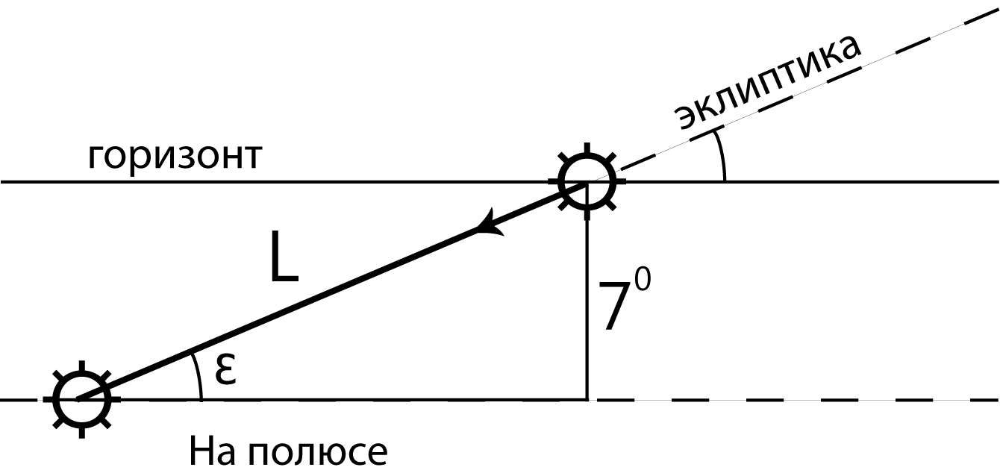 эклиптика
горизонт
L
7⁰
ε
На полюсе